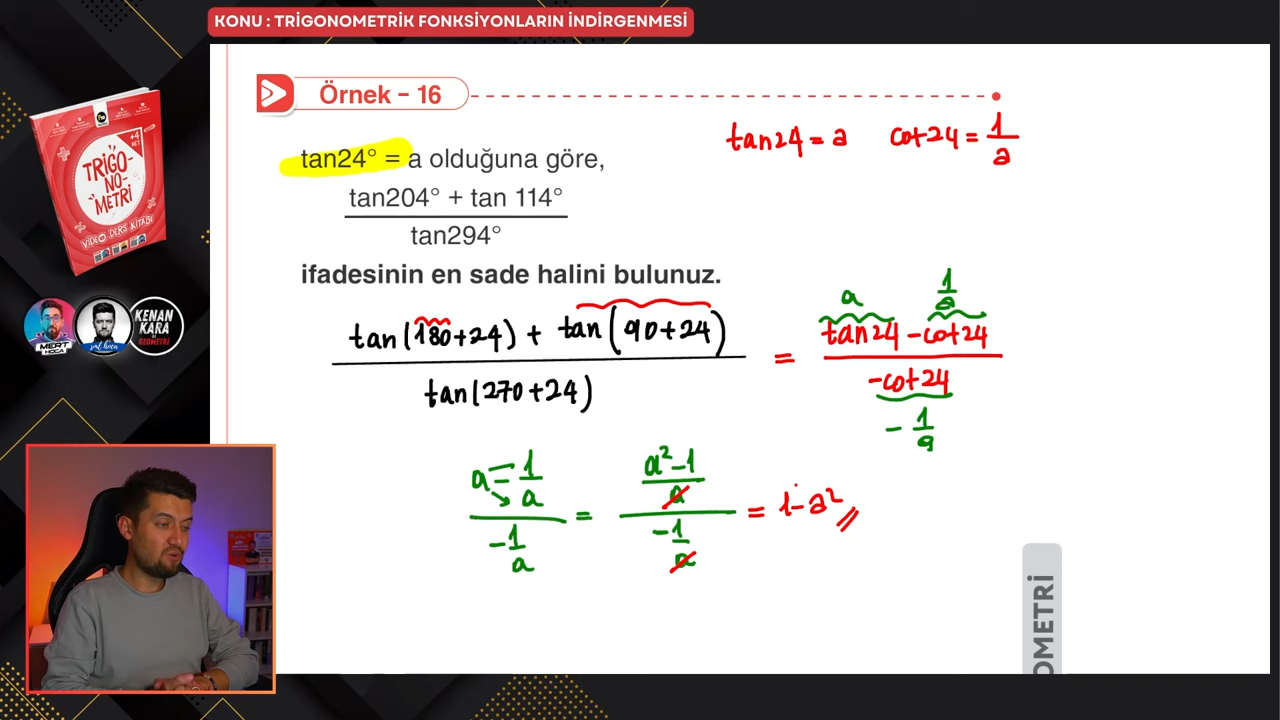 KONU : TRİGONOMETRİK FONKSİYONLARIN İNDİRGENMESİ
Örnek - 16
tan24 = a cot24 = 1/a
tan24° = a olduğuna göre,
tan204° + tan 114°
tan294°
ifadesinin en sade halini bulunuz.
tan(180+24) + tan(90+24)
tan(270+24)
=
a 1/a
tan24 - cot24
-cot24
- 1/a
a - 1/a
-1/a
=
a² - 1
a
-1/a
= 1 - a²
+4 NET
TRİGO-
NO-
METRİ
VİDEO DERS KİTABI
MERT HOCA
KENAN
KARA
GEOMETRİ
OMETRİ